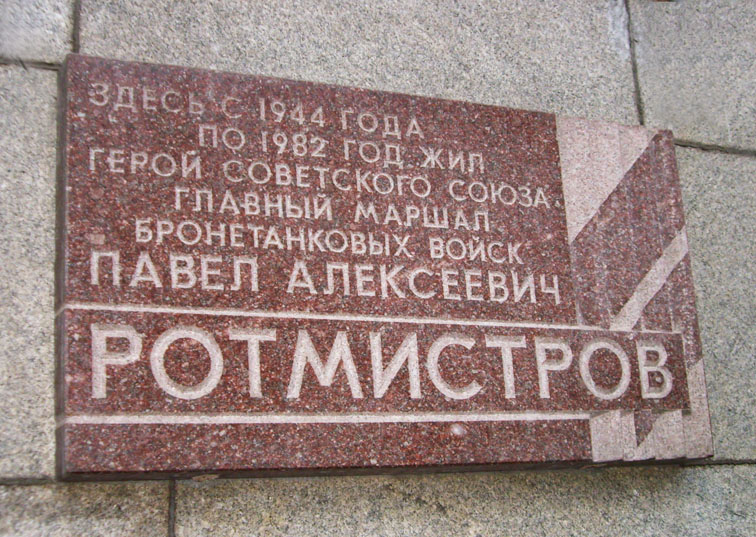 ЗДЕСЬ С 1944 ГОДА
ПО 1982 ГОД ЖИЛ
ГЕРОЙ СОВЕТСКОГО СОЮЗА
ГЛАВНЫЙ МАРШАЛ
БРОНЕТАНКОВЫХ ВОЙСК
ПАВЕЛ АЛЕКСЕЕВИЧ
РОТМИСТРОВ